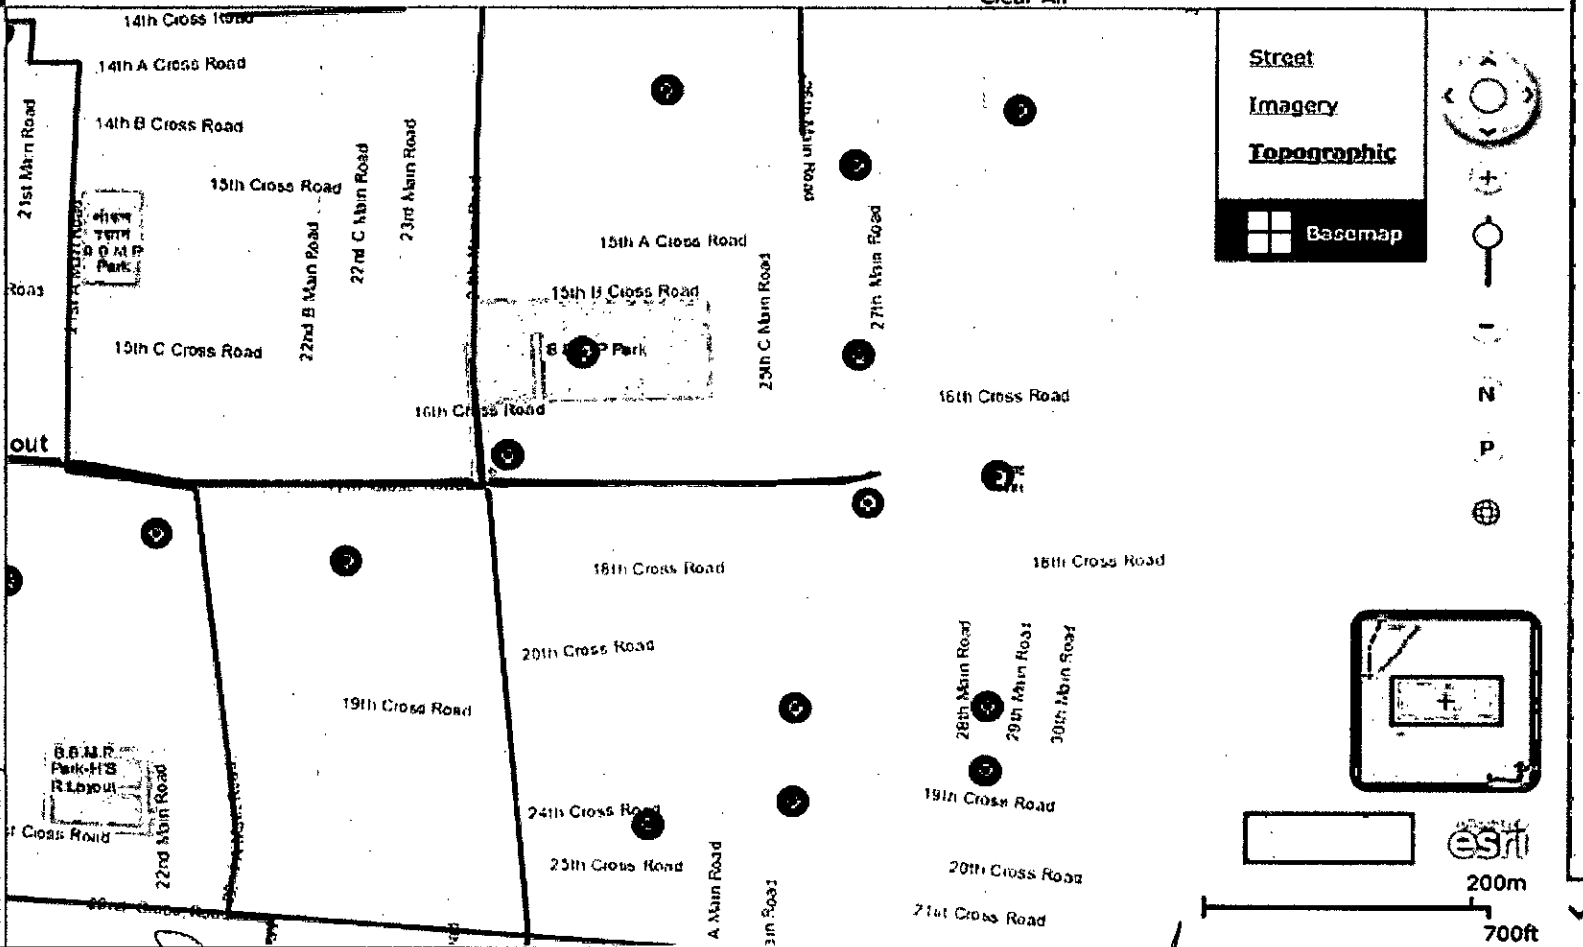 Clear All
14th Cross Road
14th A Cross Road
14th B Cross Road
21st Main Road
15th Cross Road
22nd C Main Road
23rd Main Road
22nd B Main Road
Park
15th C Cross Road
15th A Cross Road
15th B Cross Road
Park
25th C Main Road
27th Main Road
16th Cross Road
16th Cross Road
out
18th Cross Road
18th Cross Road
20th Cross Road
19th Cross Road
28th Main Road
29th Main Road
30th Main Road
B.B.M.P.
Park-HS
R Layout
22nd Main Road
Cross Road
24th Cross Road
25th Cross Road
A Main Road
Road
19th Cross Road
20th Cross Road
21st Cross Road
Street
Imagery
Topographic
Basemap
N
P
esri
200m
700ft